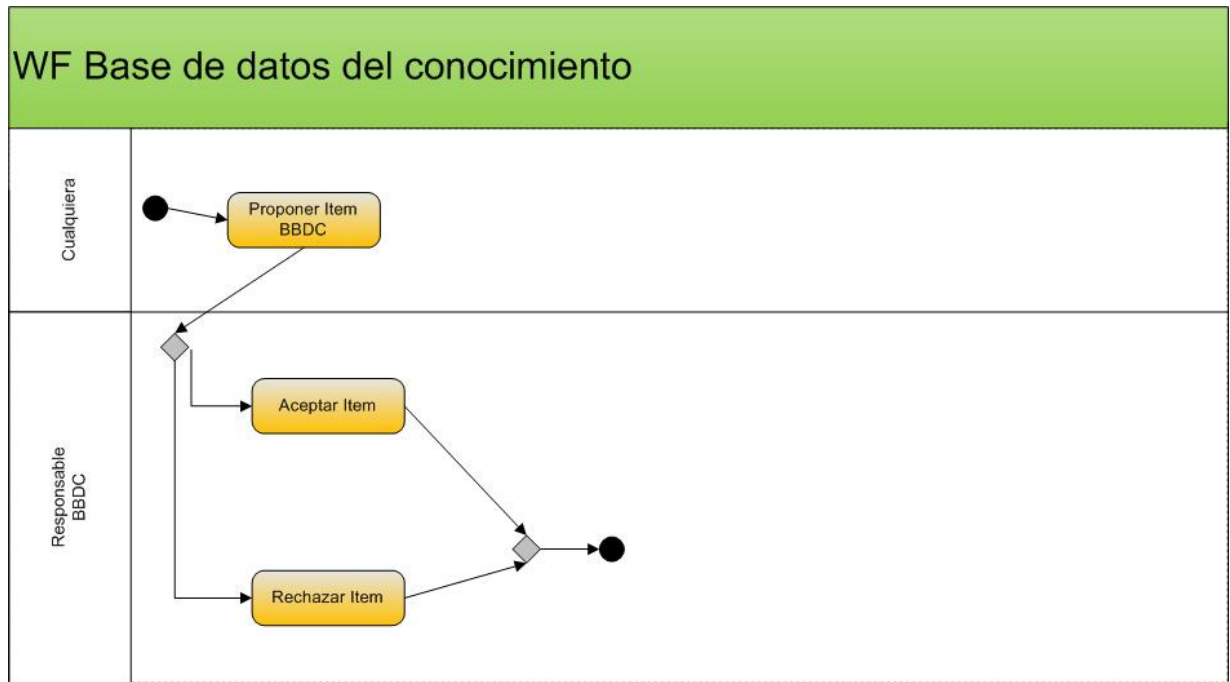 WF Base de datos del conocimiento
Cualquiera
Proponer Item
BBDC
Responsable
BBDC
Aceptar Item
Rechazar Item